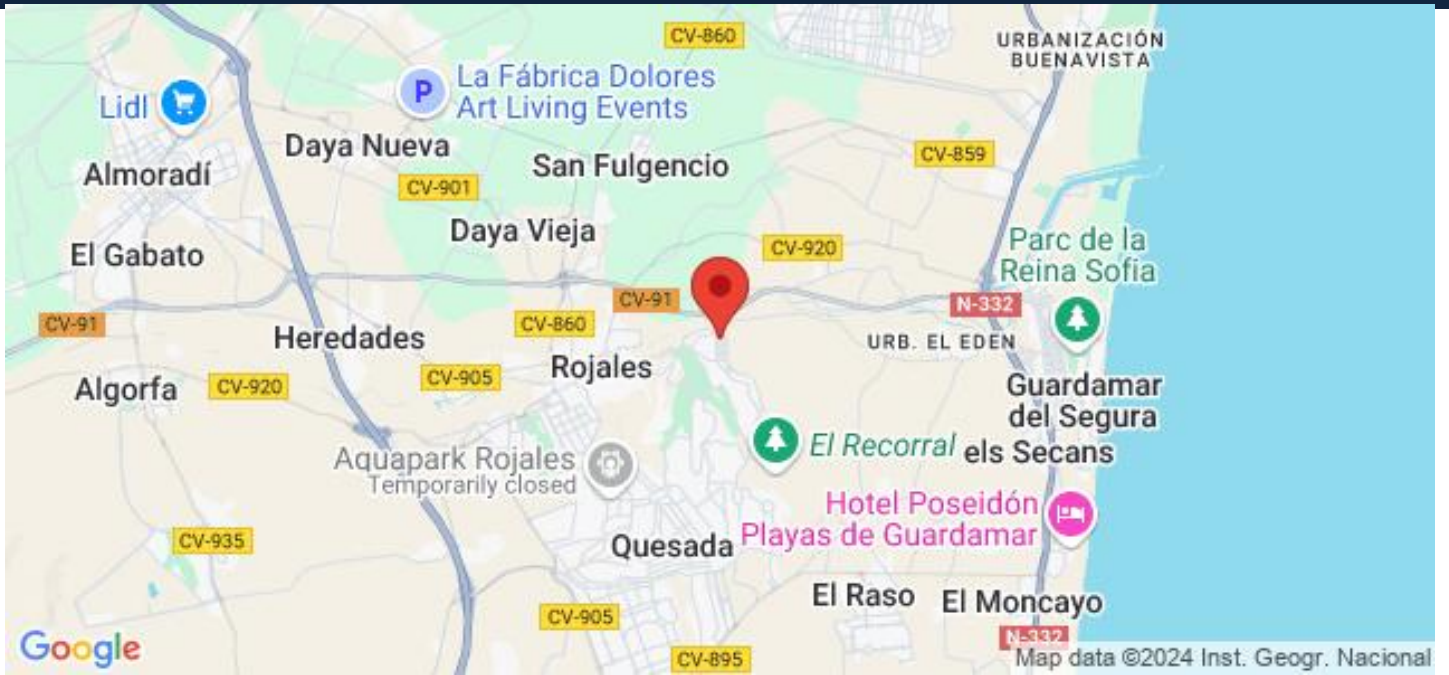 CV-860
URBANIZACIÓN
BUENAVISTA
La Fábrica Dolores
Art Living Events
P
Lidl
Daya Nueva
San Fulgencio
CV-859
Almoradí
CV-901
Daya Vieja
CV-920
Parc de la
Reina Sofia
El Gabato
CV-91
N-332
CV-91
CV-860
Heredades
URB. EL EDEN
Rojales
CV-905
CV-920
Algorfa
Guardamar
del Segura
El Recorral
els Secans
Aquapark Rojales
Temporarily closed
Hotel Poseidón
Playas de Guardamar
CV-935
Quesada
El Raso
El Moncayo
CV-905
N-332
Google
CV-895
Map data ©2024 Inst. Geogr. Nacional